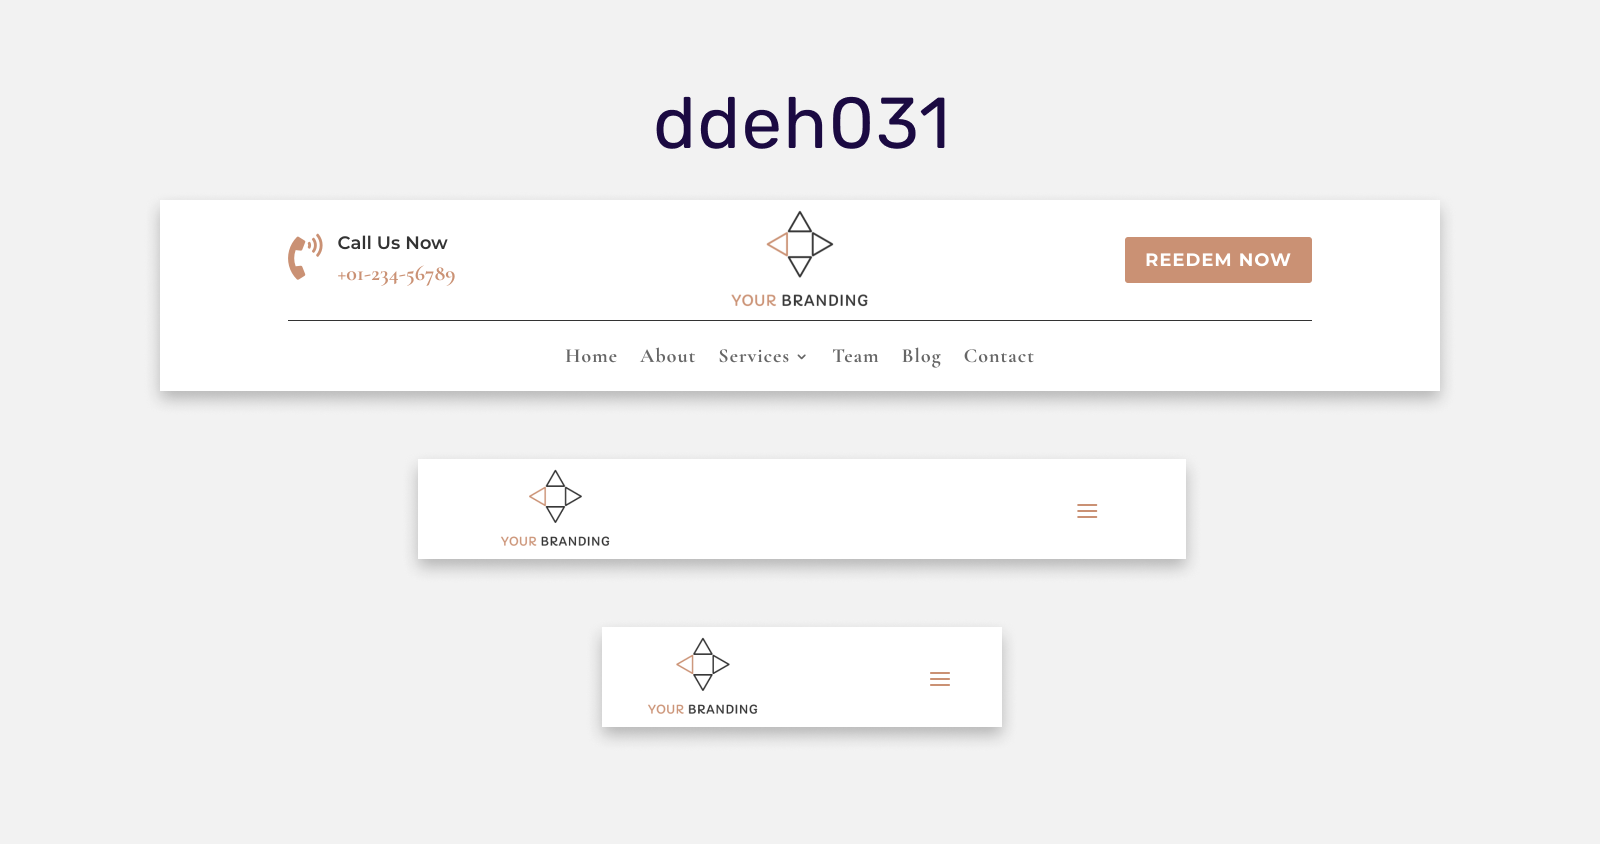 ddeh031
Call Us Now
+01-234-56789
YOUR BRANDING
REEDEM NOW
Home About Services Team Blog Contact
YOUR BRANDING
YOUR BRANDING